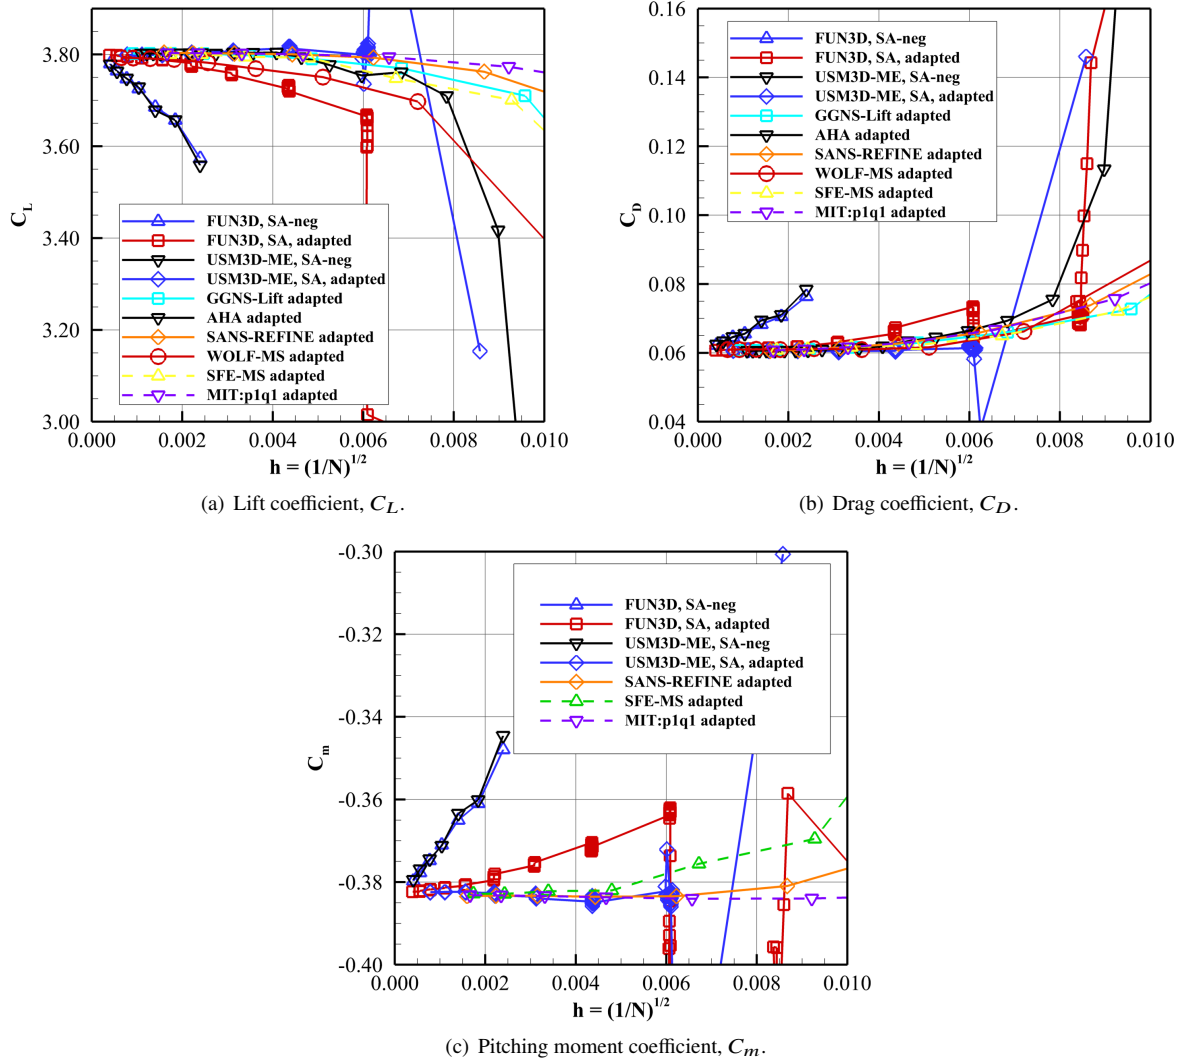 C_L
3.80
3.60
3.40
3.20
3.00
0.000
0.002
0.004
0.006
0.008
0.010
h = (1/N)^1/2
FUN3D, SA-neg
FUN3D, SA, adapted
USM3D-ME, SA-neg
USM3D-ME, SA, adapted
GGNS-Lift adapted
AHA adapted
SANS-REFINE adapted
WOLF-MS adapted
SFE-MS adapted
MIT:p1q1 adapted
(a) Lift coefficient, C_L.
C_D
0.16
0.14
0.12
0.10
0.08
0.06
0.04
0.000
0.002
0.004
0.006
0.008
0.010
h = (1/N)^1/2
FUN3D, SA-neg
FUN3D, SA, adapted
USM3D-ME, SA-neg
USM3D-ME, SA, adapted
GGNS-Lift adapted
AHA adapted
SANS-REFINE adapted
WOLF-MS adapted
SFE-MS adapted
MIT:p1q1 adapted
(b) Drag coefficient, C_D.
C_m
-0.30
-0.32
-0.34
-0.36
-0.38
-0.40
0.000
0.002
0.004
0.006
0.008
0.010
h = (1/N)^1/2
FUN3D, SA-neg
FUN3D, SA, adapted
USM3D-ME, SA-neg
USM3D-ME, SA, adapted
SANS-REFINE adapted
SFE-MS adapted
MIT:p1q1 adapted
(c) Pitching moment coefficient, C_m.